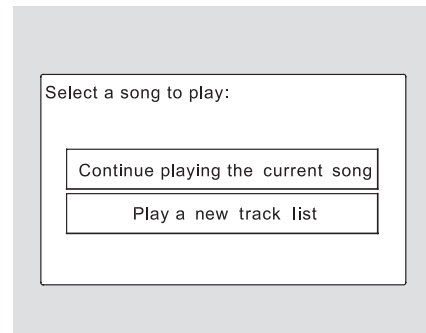 Select a song to play:
Continue playing the current song
Play a new track list